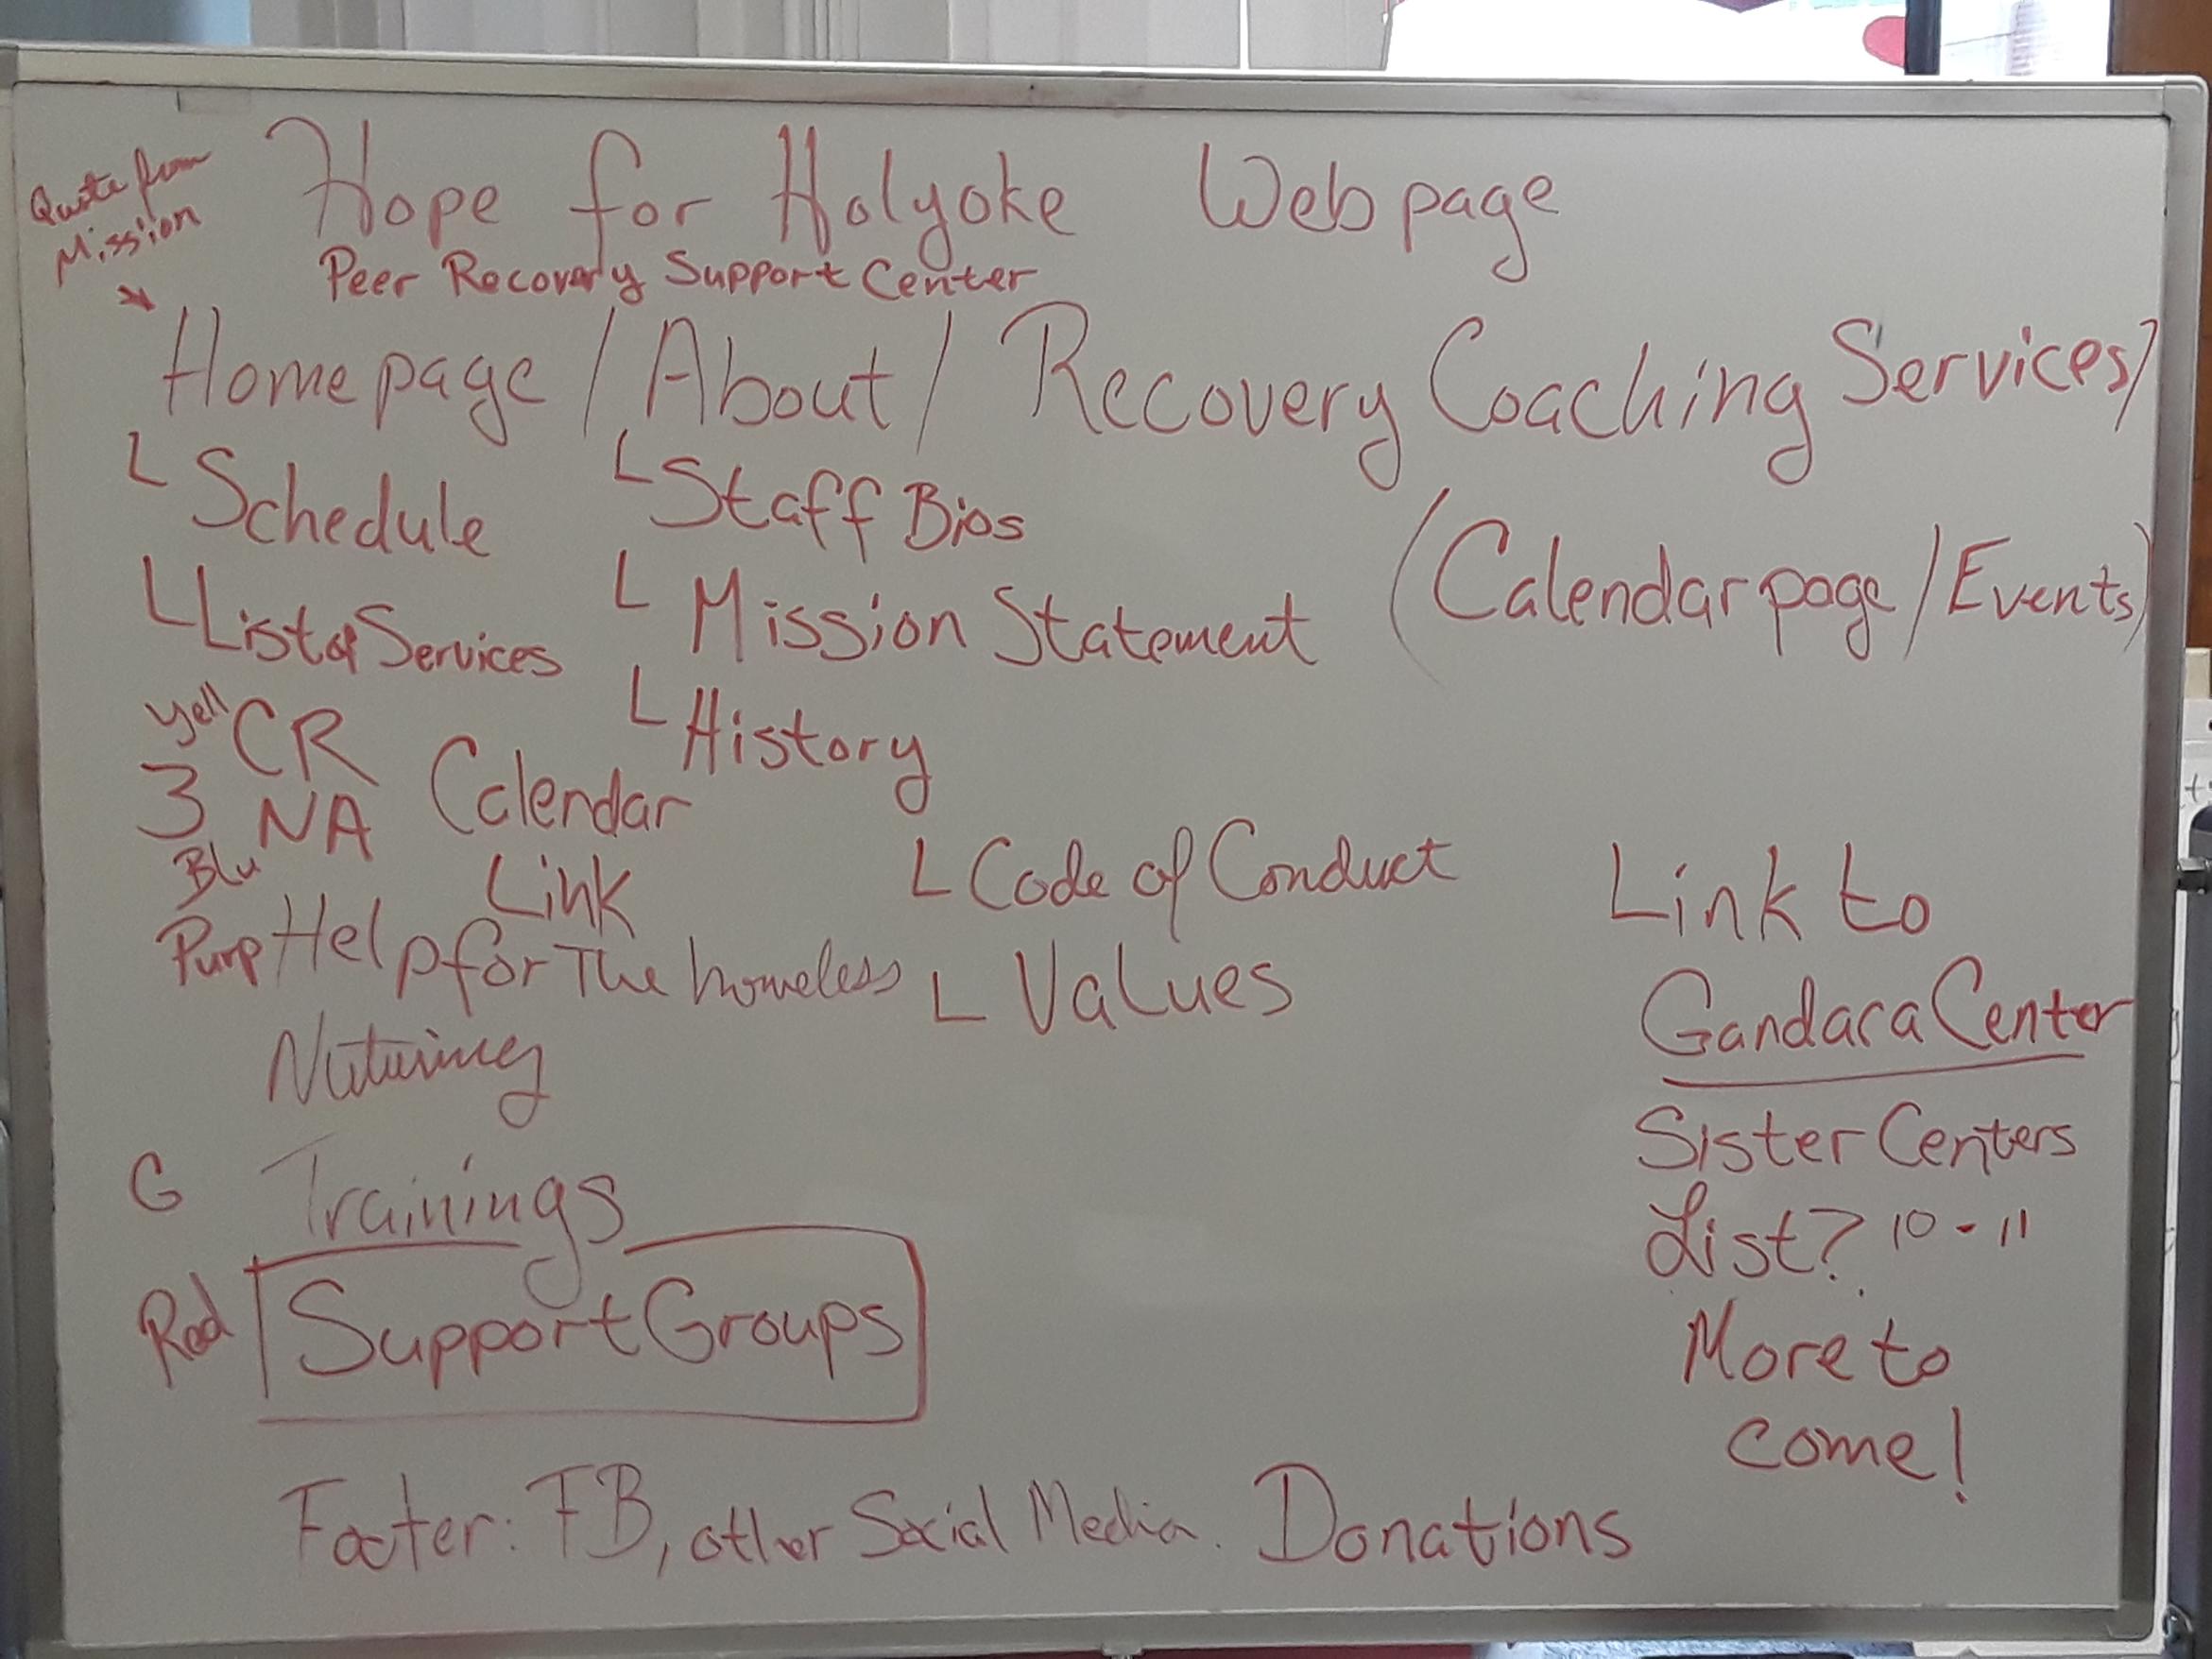 Quote from
Mission
Hope for Holyoke Webpage
Peer Recovery Support Center
Homepage / About / Recovery Coaching Services /
└ Schedule
└ Staff Bios
(Calendar page / Events)
└ List of Services
└ Mission Statement
└ History
Yell CR
3 NA
Calendar
Link
Blu
Purp Help for The homeless
└ Code of Conduct
└ Values
Nuturing
G Trainings
Red Support Groups
Link to
Gandara Center
Sister Centers
List? 10-11
More to
come!
Footer: FB, other Social Media. Donations